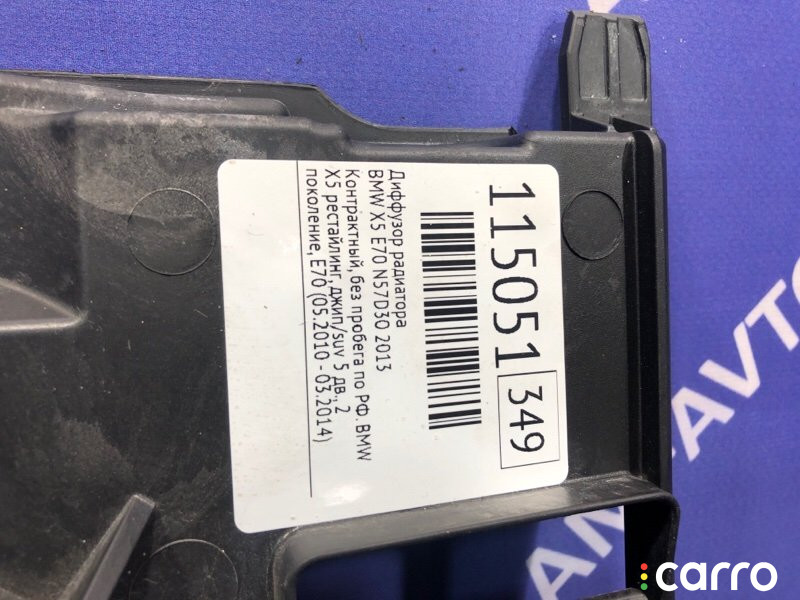 115051 349
Диффузор радиатора
BMW X5 E70 N57D30 2013
Контрактный, без пробега по РФ. BMW
X5 рестайлинг, джип/suv 5 дв., 2
поколение, E70 (05.2010 - 03.2014)
carro